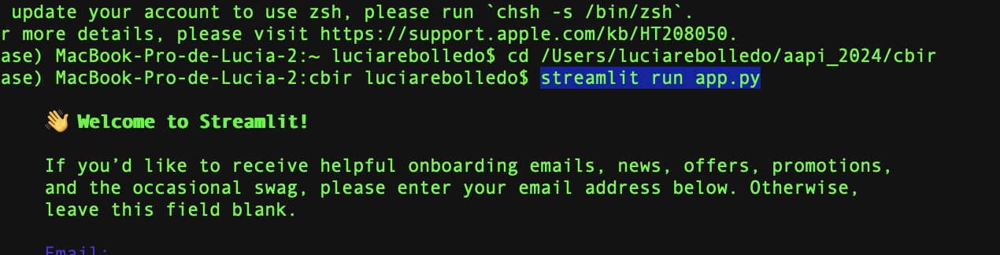 update your account to use zsh, please run `chsh -s /bin/zsh`.
r more details, please visit https://support.apple.com/kb/HT208050.
ase) MacBook-Pro-de-Lucia-2:~ luciarebolledo$ cd /Users/luciarebolledo/aapi_2024/cbir
ase) MacBook-Pro-de-Lucia-2:cbir luciarebolledo$ streamlit run app.py
👋 Welcome to Streamlit!
If you’d like to receive helpful onboarding emails, news, offers, promotions,
and the occasional swag, please enter your email address below. Otherwise,
leave this field blank.
Email: